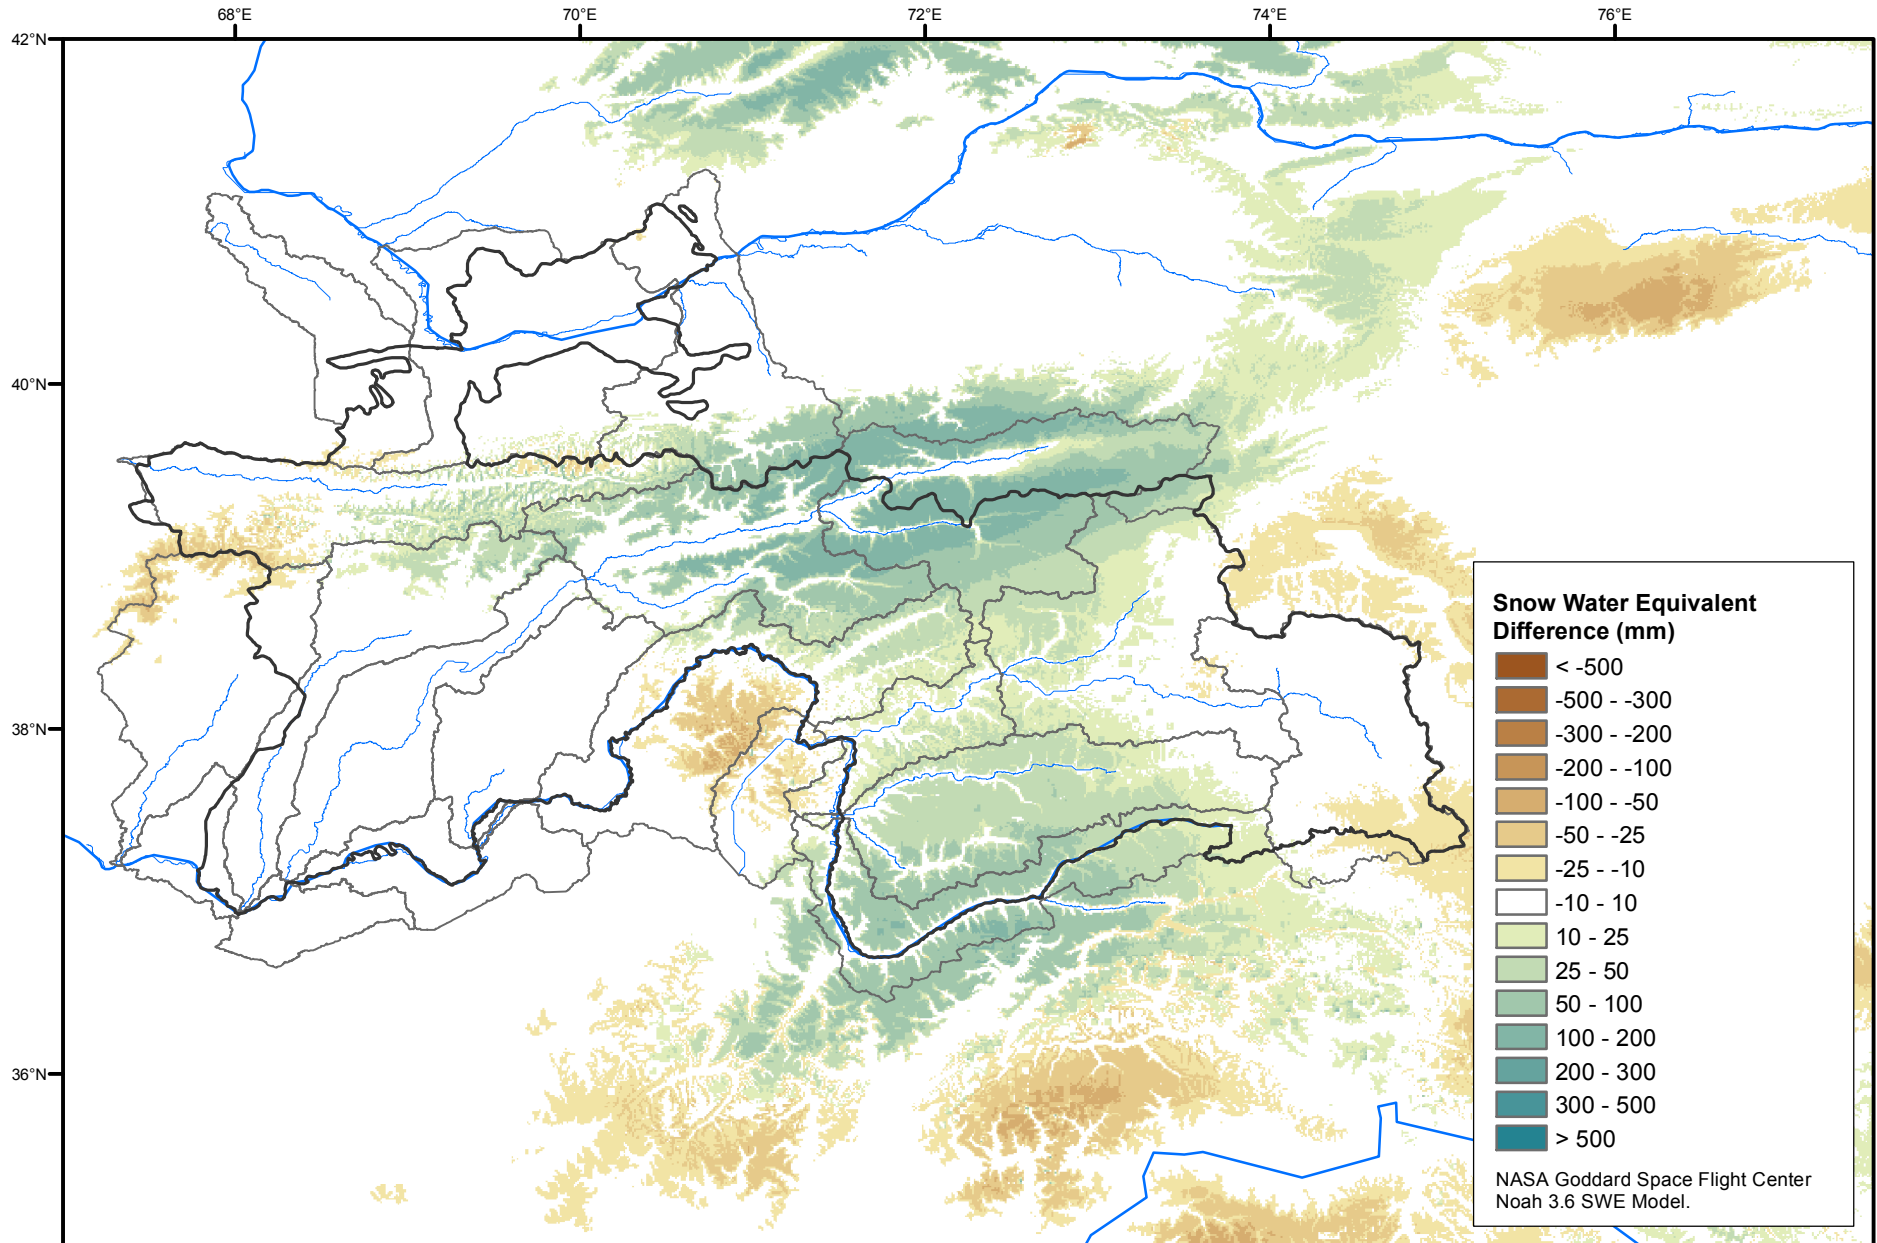 68°E
70°E
72°E
74°E
76°E
42°N
40°N
38°N
36°N
Snow Water Equivalent
Difference (mm)
< -500
-500 - -300
-300 - -200
-200 - -100
-100 - -50
-50 - -25
-25 - -10
-10 - 10
10 - 25
25 - 50
50 - 100
100 - 200
200 - 300
300 - 500
> 500
NASA Goddard Space Flight Center
Noah 3.6 SWE Model.